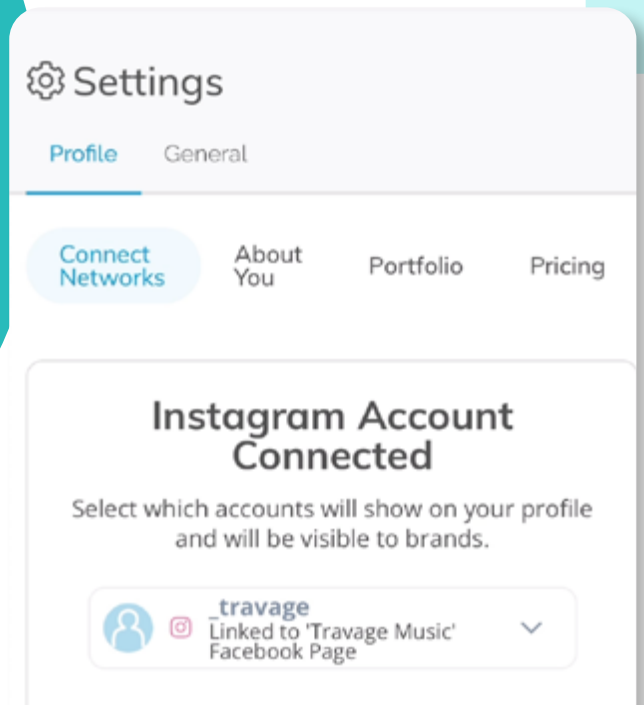 Settings
Profile General
Connect Networks About You Portfolio Pricing
Instagram Account
Connected
Select which accounts will show on your profile
and will be visible to brands.
_travage
Linked to 'Travage Music'
Facebook Page